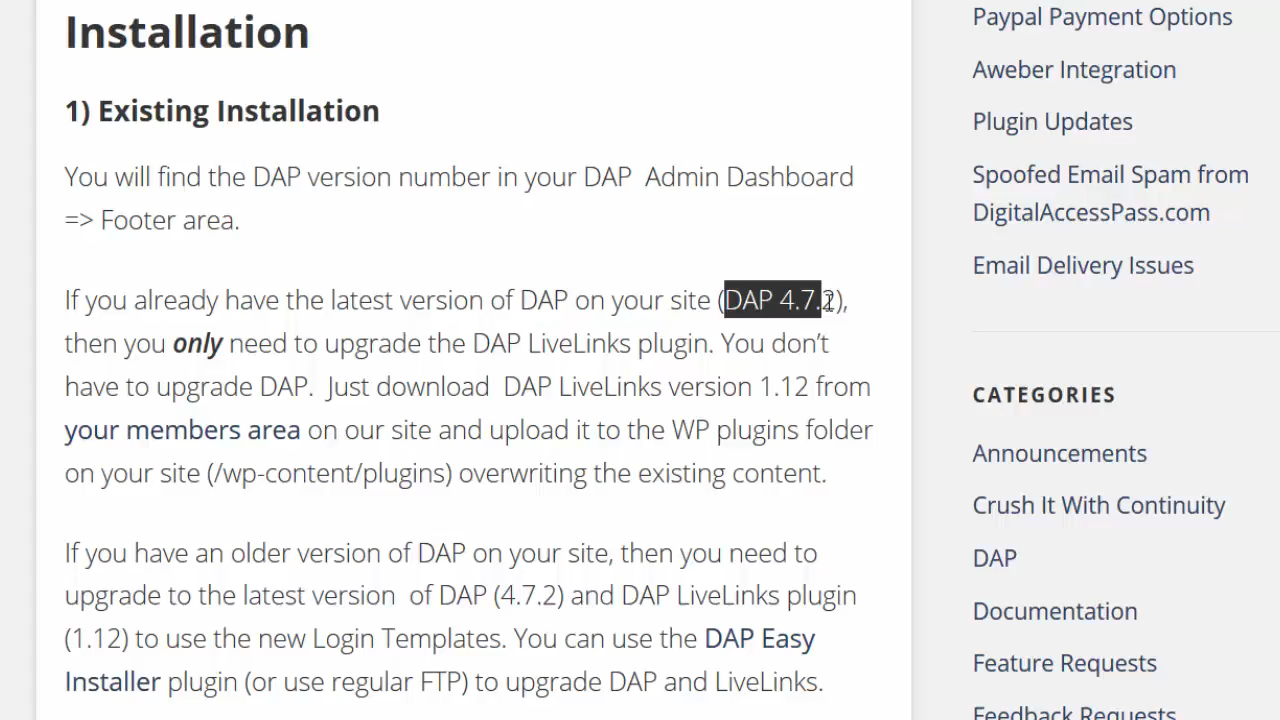 Installation
1) Existing Installation
You will find the DAP version number in your DAP  Admin Dashboard
=> Footer area.
If you already have the latest version of DAP on your site (DAP 4.7.2),
then you only need to upgrade the DAP LiveLinks plugin. You don’t
have to upgrade DAP.  Just download  DAP LiveLinks version 1.12 from
your members area on our site and upload it to the WP plugins folder
on your site (/wp-content/plugins) overwriting the existing content.
If you have an older version of DAP on your site, then you need to
upgrade to the latest version  of DAP (4.7.2) and DAP LiveLinks plugin
(1.12) to use the new Login Templates. You can use the DAP Easy
Installer plugin (or use regular FTP) to upgrade DAP and LiveLinks.
Paypal Payment Options
Aweber Integration
Plugin Updates
Spoofed Email Spam from
DigitalAccessPass.com
Email Delivery Issues
CATEGORIES
Announcements
Crush It With Continuity
DAP
Documentation
Feature Requests
Feedback Requests